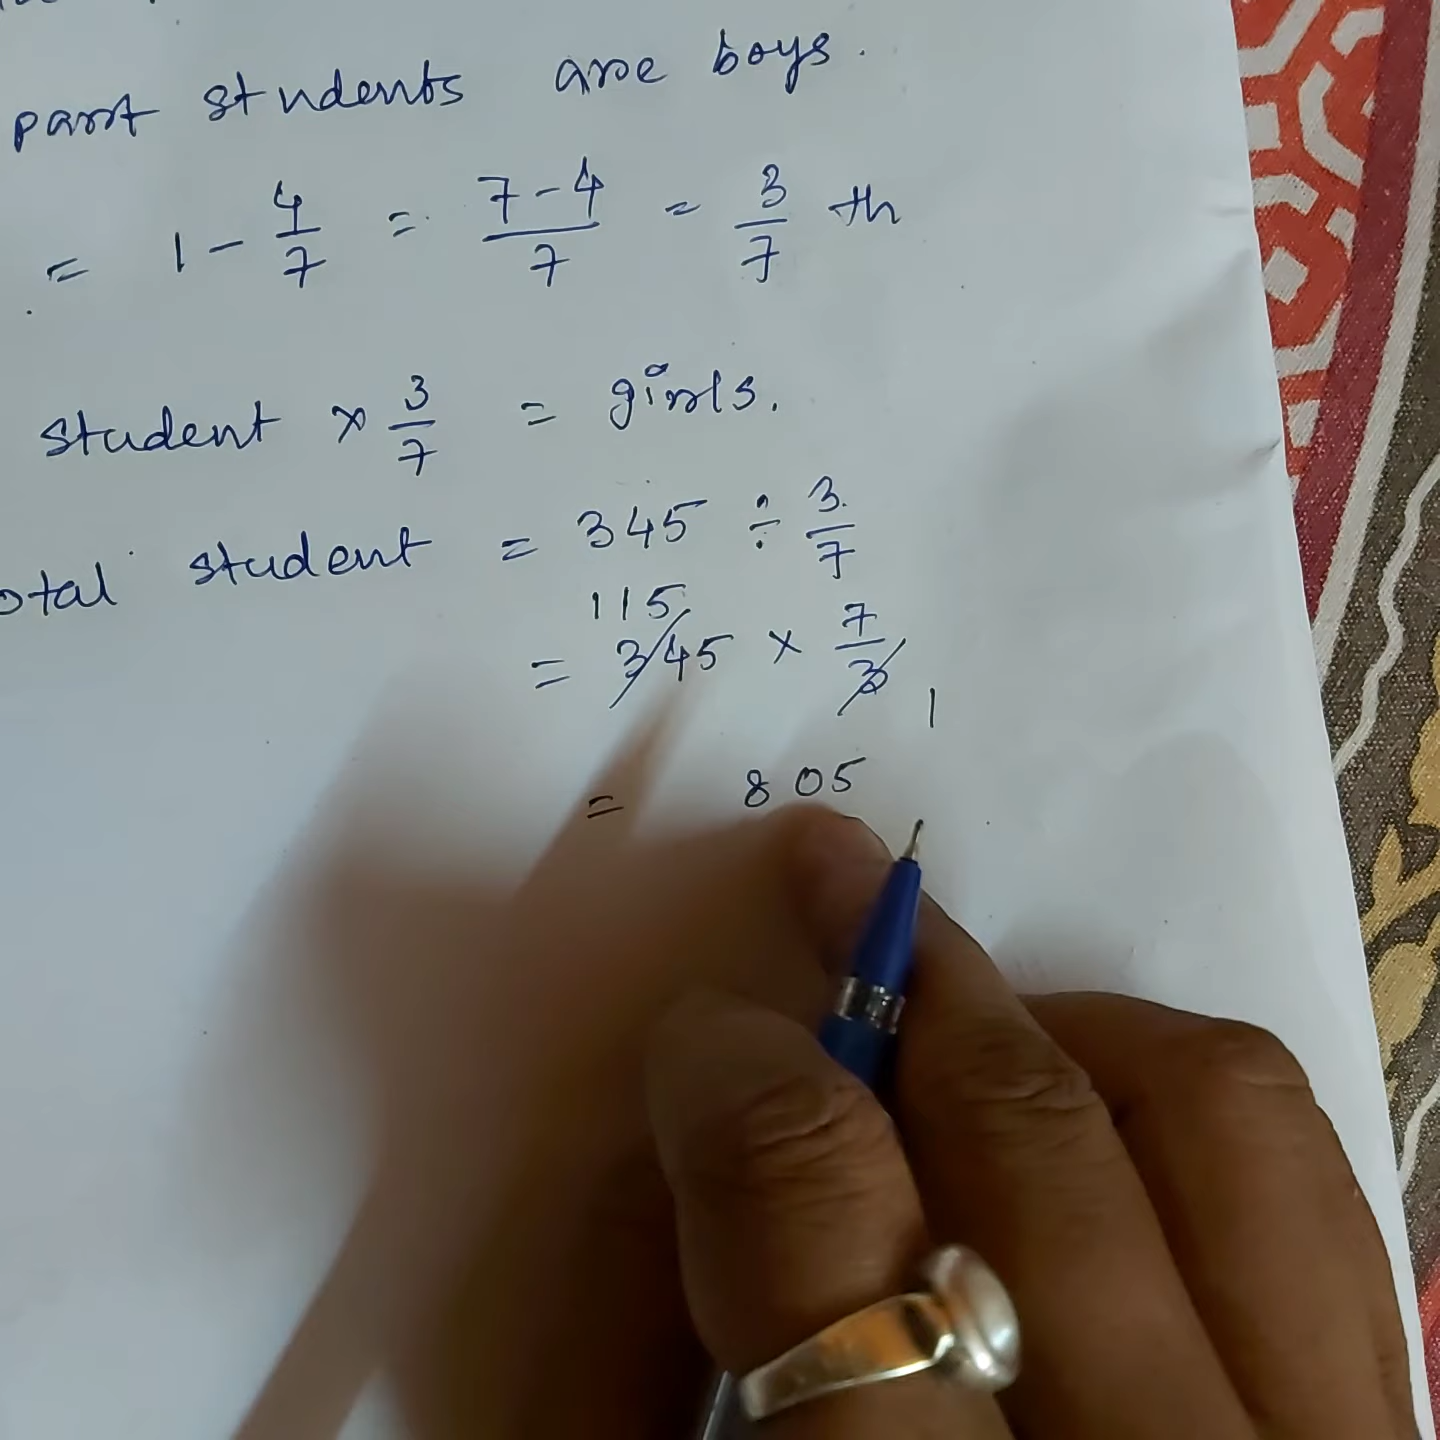 part students are boys.
= 1 - 4/7 = 7-4/7 = 3/7 th
student × 3/7 = girls.
otal student = 345 ÷ 3/7
115
= 345 × 7/3 1
= 805